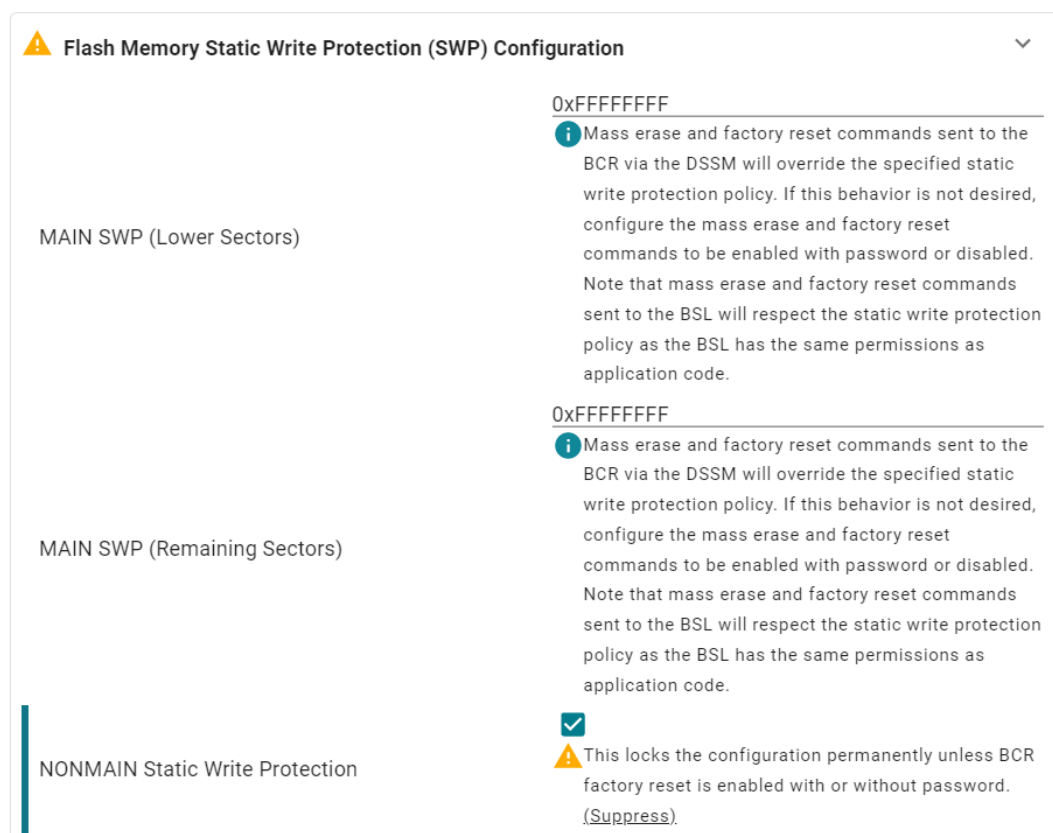 Flash Memory Static Write Protection (SWP) Configuration
0xFFFFFFFF
Mass erase and factory reset commands sent to the
BCR via the DSSM will override the specified static
write protection policy. If this behavior is not desired,
configure the mass erase and factory reset
commands to be enabled with password or disabled.
Note that mass erase and factory reset commands
sent to the BSL will respect the static write protection
policy as the BSL has the same permissions as
application code.
MAIN SWP (Lower Sectors)
0xFFFFFFFF
Mass erase and factory reset commands sent to the
BCR via the DSSM will override the specified static
write protection policy. If this behavior is not desired,
configure the mass erase and factory reset
commands to be enabled with password or disabled.
Note that mass erase and factory reset commands
sent to the BSL will respect the static write protection
policy as the BSL has the same permissions as
application code.
MAIN SWP (Remaining Sectors)
NONMAIN Static Write Protection
This locks the configuration permanently unless BCR
factory reset is enabled with or without password.
(Suppress)